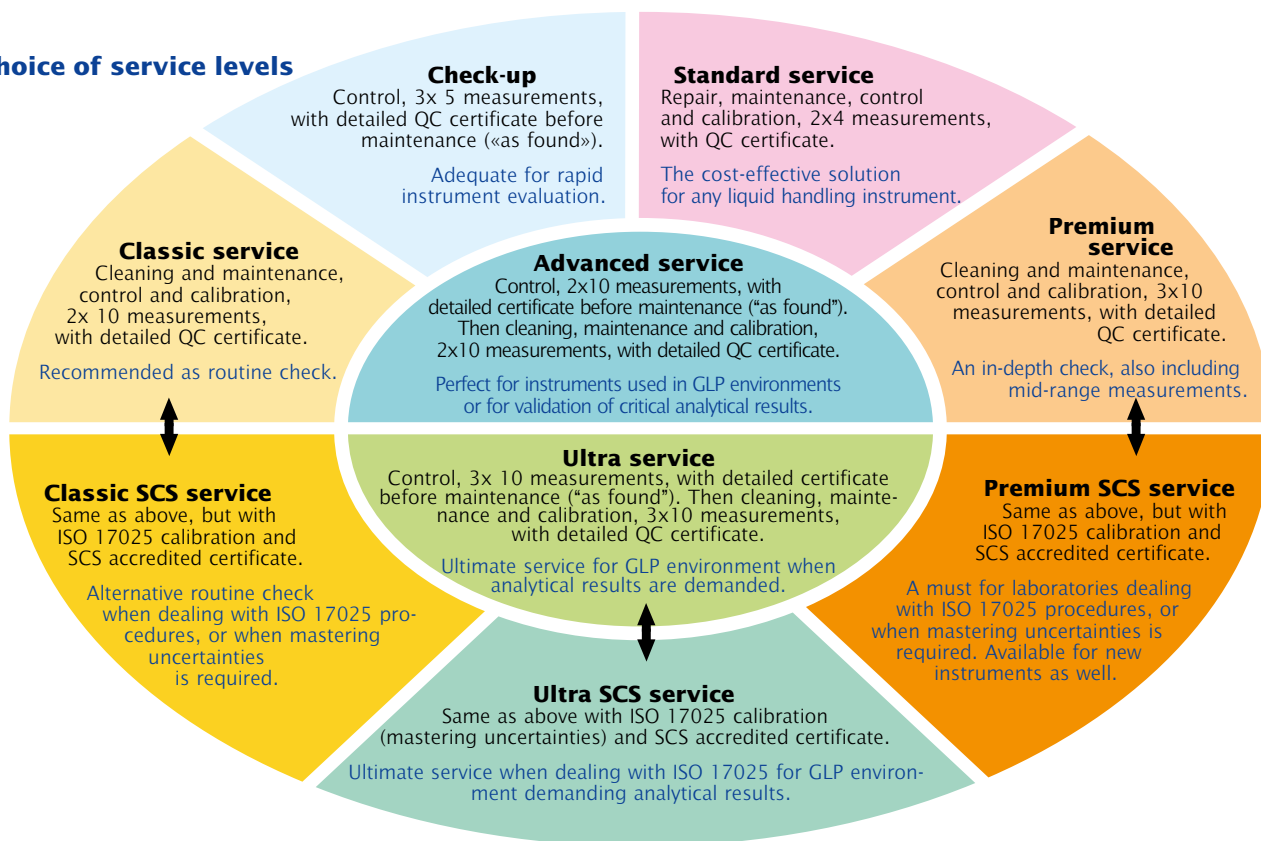 hoice of service levels
Check-up
Control, 3x 5 measurements,
with detailed QC certificate before
maintenance («as found»).
Adequate for rapid
instrument evaluation.
Standard service
Repair, maintenance, control
and calibration, 2x4 measurements,
with QC certificate.
The cost-effective solution
for any liquid handling instrument.
Classic service
Cleaning and maintenance,
control and calibration,
2x 10 measurements,
with detailed QC certificate.
Recommended as routine check.
Advanced service
Control, 2x10 measurements, with
detailed certificate before maintenance (“as found”).
Then cleaning, maintenance and calibration,
2x10 measurements, with detailed QC certificate.
Perfect for instruments used in GLP environments
or for validation of critical analytical results.
Premium
service
Cleaning and maintenance,
control and calibration, 3x10
measurements, with detailed
QC certificate.
An in-depth check, also including
mid-range measurements.
Classic SCS service
Same as above, but with
ISO 17025 calibration and
SCS accredited certificate.
Alternative routine check
when dealing with ISO 17025 pro-
cedures, or when mastering
uncertainties
is required.
Ultra service
Control, 3x 10 measurements, with detailed certificate
before maintenance (“as found”). Then cleaning, mainte-
nance and calibration, 3x10 measurements,
with detailed QC certificate.
Ultimate service for GLP environment when
analytical results are demanded.
Premium SCS service
Same as above, but with
ISO 17025 calibration and
SCS accredited certificate.
A must for laboratories dealing
with ISO 17025 procedures, or
when mastering uncertainties is
required. Available for new
instruments as well.
Ultra SCS service
Same as above with ISO 17025 calibration
(mastering uncertainties) and SCS accredited certificate.
Ultimate service when dealing with ISO 17025 for GLP environ-
ment demanding analytical results.